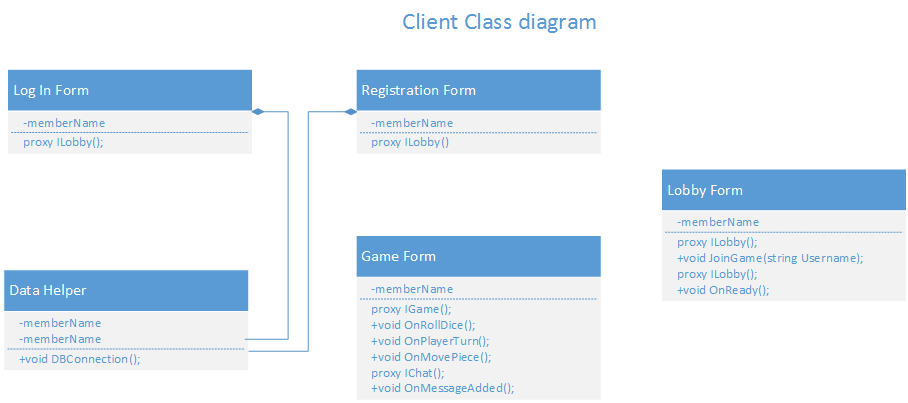 Client Class diagram
Log In Form
-memberName
proxy ILobby();
Registration Form
-memberName
proxy ILobby()
Lobby Form
-memberName
proxy ILobby();
+void JoinGame(string Username);
proxy ILobby();
+void OnReady();
Data Helper
-memberName
-memberName
+void DBConnection();
Game Form
-memberName
proxy IGame();
+void OnRollDice();
+void OnPlayerTurn();
+void OnMovePiece();
proxy IChat();
+void OnMessageAdded();